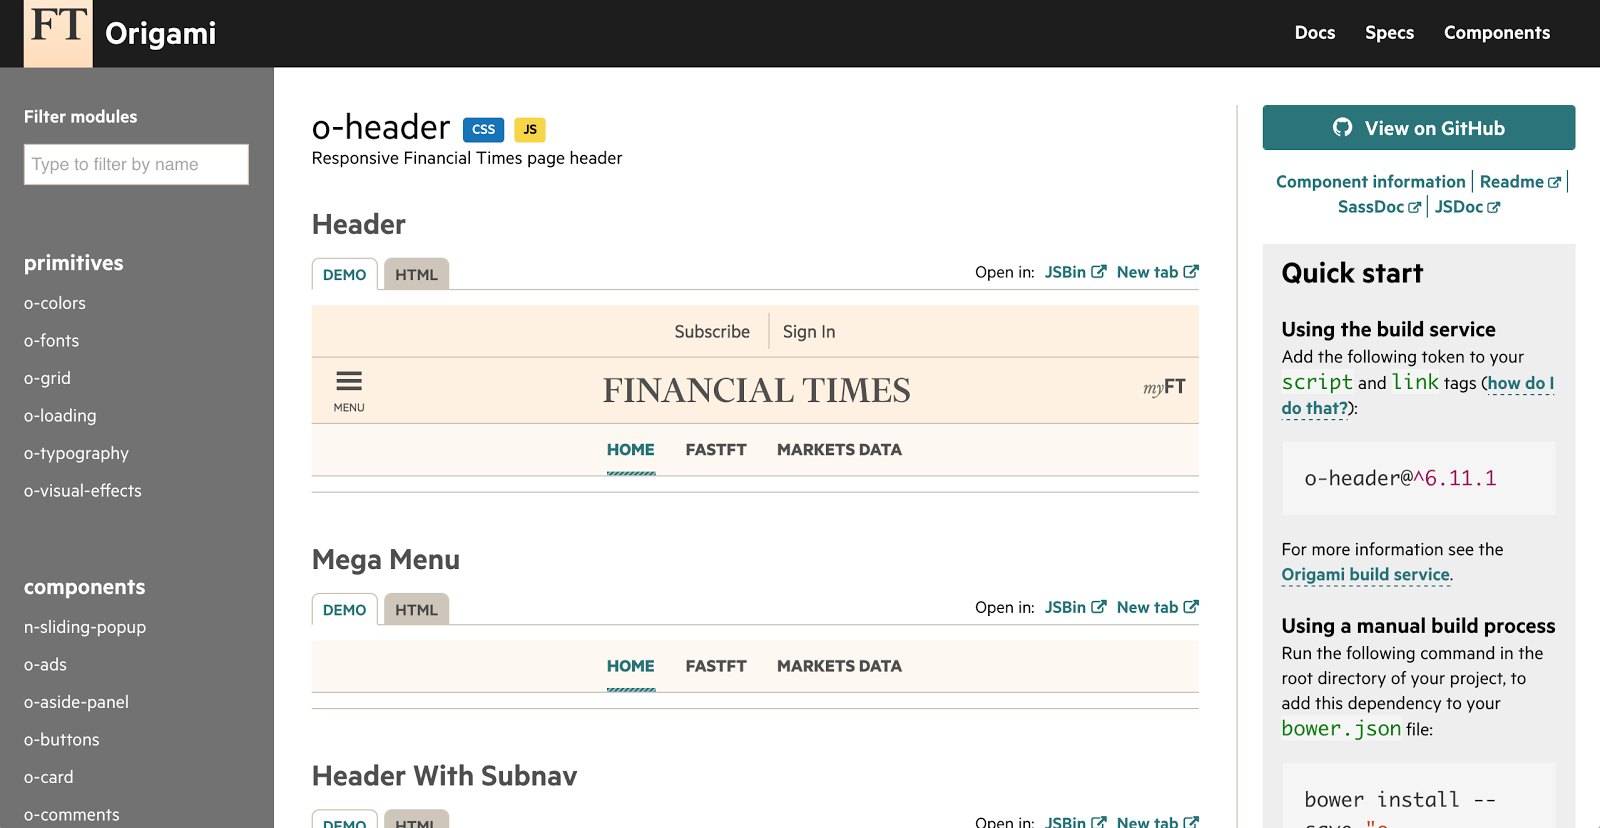 FT Origami
Docs Specs Components
Filter modules
Type to filter by name
primitives
o-colors
o-fonts
o-grid
o-loading
o-typography
o-visual-effects
components
n-sliding-popup
o-ads
o-aside-panel
o-buttons
o-card
o-comments
o-header CSS JS
Responsive Financial Times page header
Header
DEMO HTML Open in: JSBin New tab
Subscribe Sign In
MENU
FINANCIAL TIMES
myFT
HOME FASTFT MARKETS DATA
Mega Menu
DEMO HTML Open in: JSBin New tab
HOME FASTFT MARKETS DATA
Header With Subnav
DEMO HTML Open in: JSBin New tab
View on GitHub
Component information Readme
SassDoc JSDoc
Quick start
Using the build service
Add the following token to your
script and link tags (how do I
do that?):
o-header@^6.11.1
For more information see the
Origami build service.
Using a manual build process
Run the following command in the
root directory of your project, to
add this dependency to your
bower.json file:
bower install --
save "o-